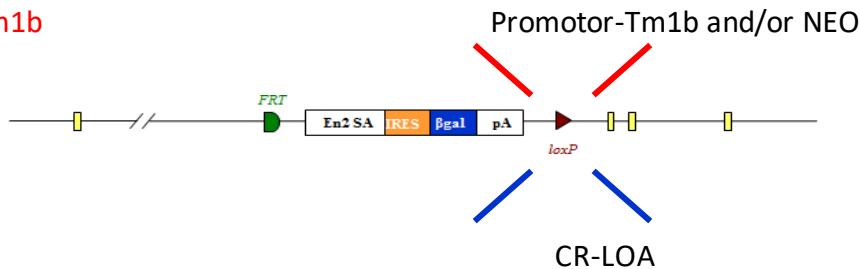 m1b
Promotor-Tm1b and/or NEO
FRT
En2 SA IRES βgal pA
loxP
CR-LOA